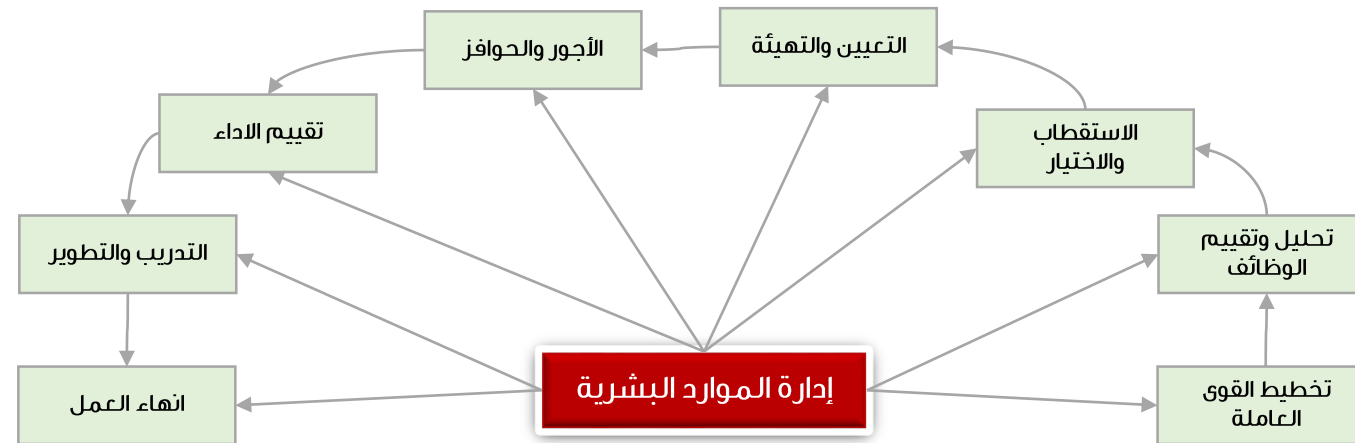 التعيين والتهيئة
الأجور والحوافز
الاستقطاب
والاختيار
تقييم الاداء
تحليل وتقييم
الوظائف
التدريب والتطوير
تخطيط القوى
العاملة
إدارة الموارد البشرية
انهاء العمل